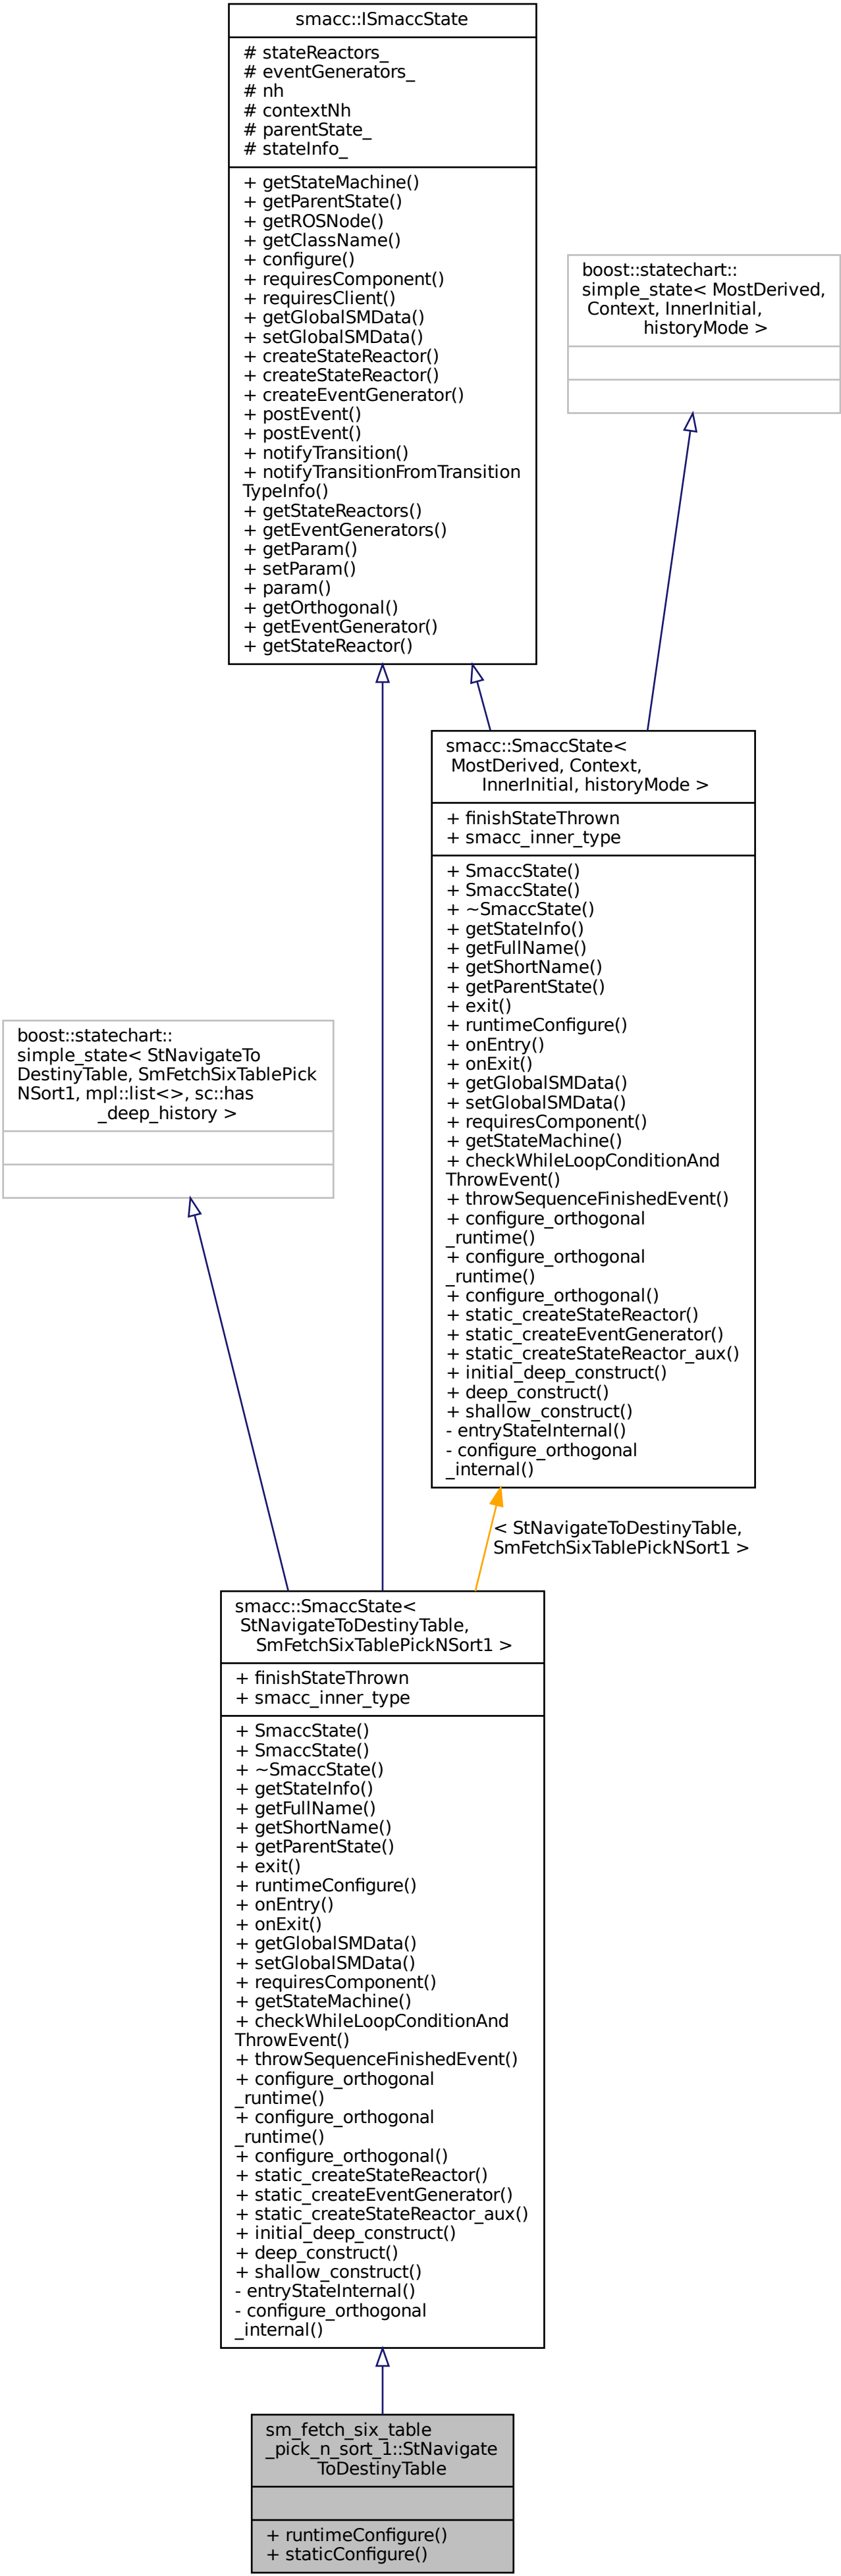 smacc::ISmaccState
# stateReactors_
# eventGenerators_
# nh
# contextNh
# parentState_
# stateInfo_
+ getStateMachine()
+ getParentState()
+ getROSNode()
+ getClassName()
+ configure()
+ requiresComponent()
+ requiresClient()
+ getGlobalSMData()
+ setGlobalSMData()
+ createStateReactor()
+ createStateReactor()
+ createEventGenerator()
+ postEvent()
+ postEvent()
+ notifyTransition()
+ notifyTransitionFromTransition
TypeInfo()
+ getStateReactors()
+ getEventGenerators()
+ getParam()
+ setParam()
+ param()
+ getOrthogonal()
+ getEventGenerator()
+ getStateReactor()
boost::statechart::
simple_state< MostDerived,
Context, InnerInitial,
historyMode >
smacc::SmaccState<
MostDerived, Context,
InnerInitial, historyMode >
+ finishStateThrown
+ smacc_inner_type
+ SmaccState()
+ SmaccState()
+ ~SmaccState()
+ getStateInfo()
+ getFullName()
+ getShortName()
+ getParentState()
+ exit()
+ runtimeConfigure()
+ onEntry()
+ onExit()
+ getGlobalSMData()
+ setGlobalSMData()
+ requiresComponent()
+ getStateMachine()
+ checkWhileLoopConditionAnd
ThrowEvent()
+ throwSequenceFinishedEvent()
+ configure_orthogonal
_runtime()
+ configure_orthogonal
_runtime()
+ configure_orthogonal()
+ static_createStateReactor()
+ static_createEventGenerator()
+ static_createStateReactor_aux()
+ initial_deep_construct()
+ deep_construct()
+ shallow_construct()
- entryStateInternal()
- configure_orthogonal
_internal()
boost::statechart::
simple_state< StNavigateTo
DestinyTable, SmFetchSixTablePick
NSort1, mpl::list<>, sc::has
_deep_history >
< StNavigateToDestinyTable,
SmFetchSixTablePickNSort1 >
smacc::SmaccState<
StNavigateToDestinyTable,
SmFetchSixTablePickNSort1 >
+ finishStateThrown
+ smacc_inner_type
+ SmaccState()
+ SmaccState()
+ ~SmaccState()
+ getStateInfo()
+ getFullName()
+ getShortName()
+ getParentState()
+ exit()
+ runtimeConfigure()
+ onEntry()
+ onExit()
+ getGlobalSMData()
+ setGlobalSMData()
+ requiresComponent()
+ getStateMachine()
+ checkWhileLoopConditionAnd
ThrowEvent()
+ throwSequenceFinishedEvent()
+ configure_orthogonal
_runtime()
+ configure_orthogonal
_runtime()
+ configure_orthogonal()
+ static_createStateReactor()
+ static_createEventGenerator()
+ static_createStateReactor_aux()
+ initial_deep_construct()
+ deep_construct()
+ shallow_construct()
- entryStateInternal()
- configure_orthogonal
_internal()
sm_fetch_six_table
_pick_n_sort_1::StNavigate
ToDestinyTable
+ runtimeConfigure()
+ staticConfigure()